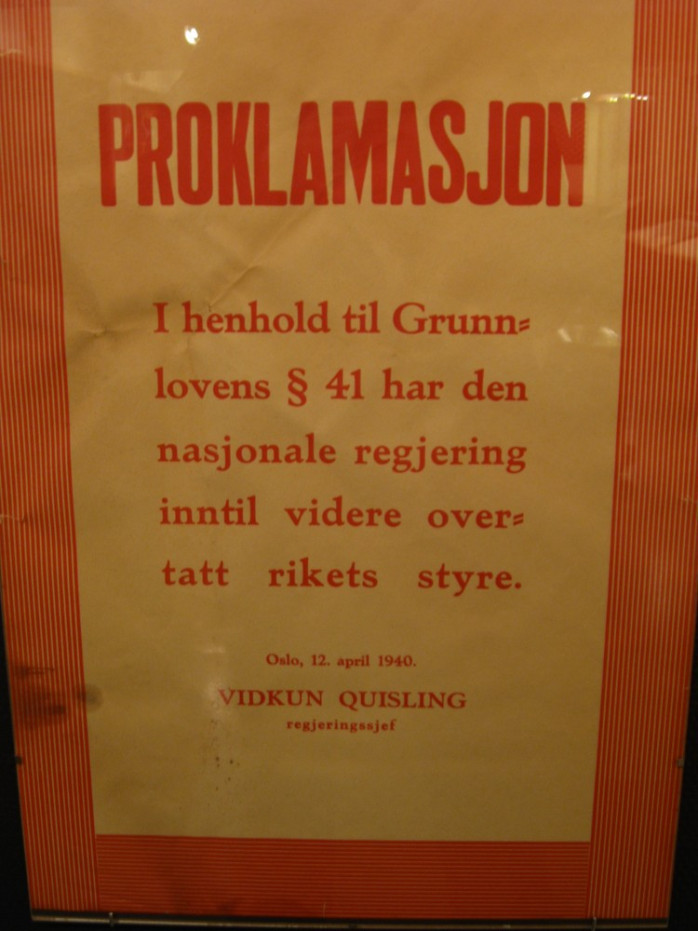 PROKLAMASJON
I henhold til Grunn=
lovens § 41 har den
nasjonale regjering
inntil videre over=
tatt rikets styre.
Oslo, 12. april 1940.
VIDKUN QUISLING
regjeringssjef